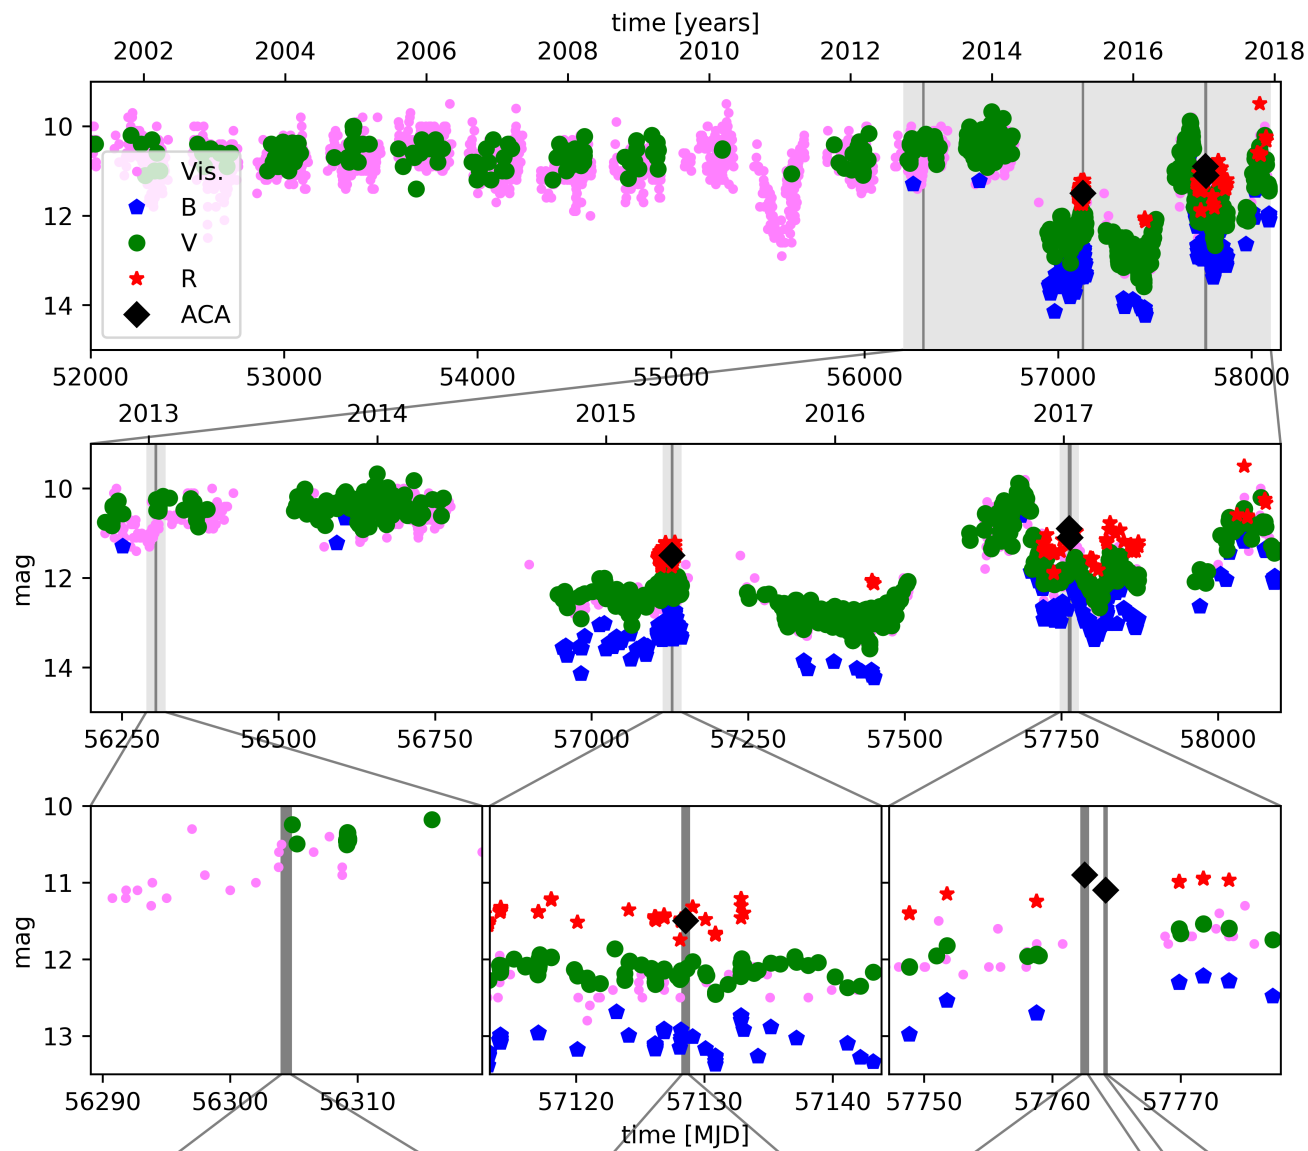 time [years]
2002 2004 2006 2008 2010 2012 2014 2016 2018
10
12
14
Vis.
B
V
R
ACA
52000 53000 54000 55000 56000 57000 58000
2013 2014 2015 2016 2017
10
12
14
mag
56250 56500 56750 57000 57250 57500 57750 58000
10
11
12
13
mag
56290 56300 56310 57120 57130 57140 57750 57760 57770
time [MJD]